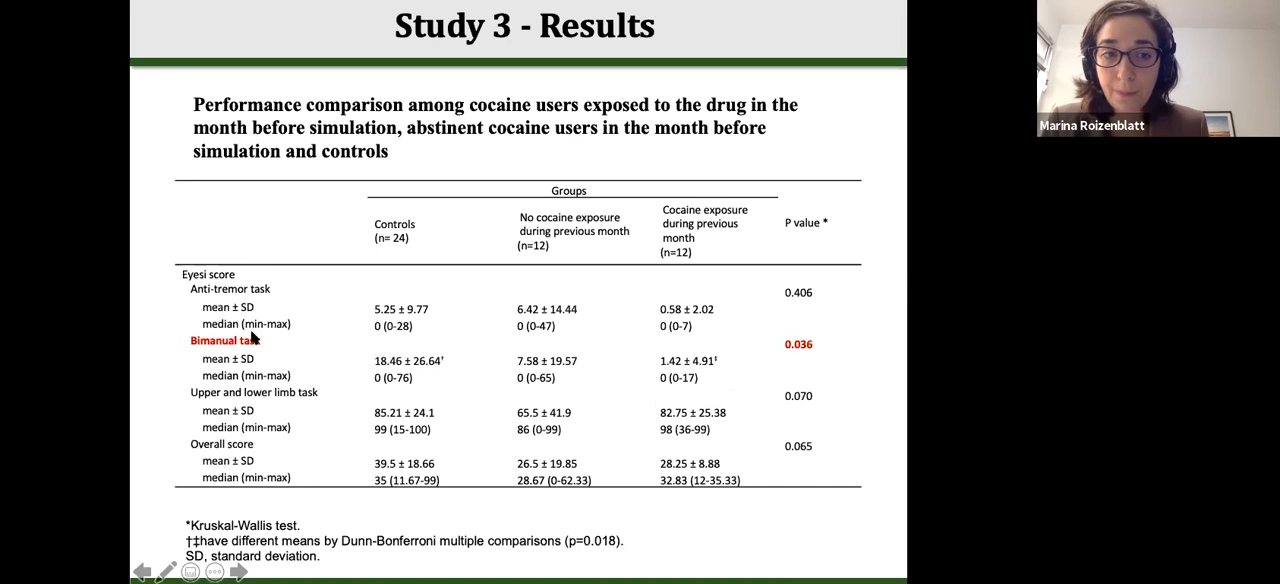 Study 3 - Results
Marina Roizenblatt
Performance comparison among cocaine users exposed to the drug in the
month before simulation, abstinent cocaine users in the month before
simulation and controls
Groups
Controls
(n= 24)
No cocaine exposure
during previous month
(n=12)
Cocaine exposure
during previous
month
(n=12)
P value *
Eyesi score
Anti-tremor task 0.406
mean ± SD 5.25 ± 9.77 6.42 ± 14.44 0.58 ± 2.02
median (min-max) 0 (0-28) 0 (0-47) 0 (0-7)
Bimanual task 0.036
mean ± SD 18.46 ± 26.64† 7.58 ± 19.57 1.42 ± 4.91‡
median (min-max) 0 (0-76) 0 (0-65) 0 (0-17)
Upper and lower limb task 0.070
mean ± SD 85.21 ± 24.1 65.5 ± 41.9 82.75 ± 25.38
median (min-max) 99 (15-100) 86 (0-99) 98 (36-99)
Overall score 0.065
mean ± SD 39.5 ± 18.66 26.5 ± 19.85 28.25 ± 8.88
median (min-max) 35 (11.67-99) 28.67 (0-62.33) 32.83 (12-35.33)
*Kruskal-Wallis test.
†‡have different means by Dunn-Bonferroni multiple comparisons (p=0.018).
SD, standard deviation.